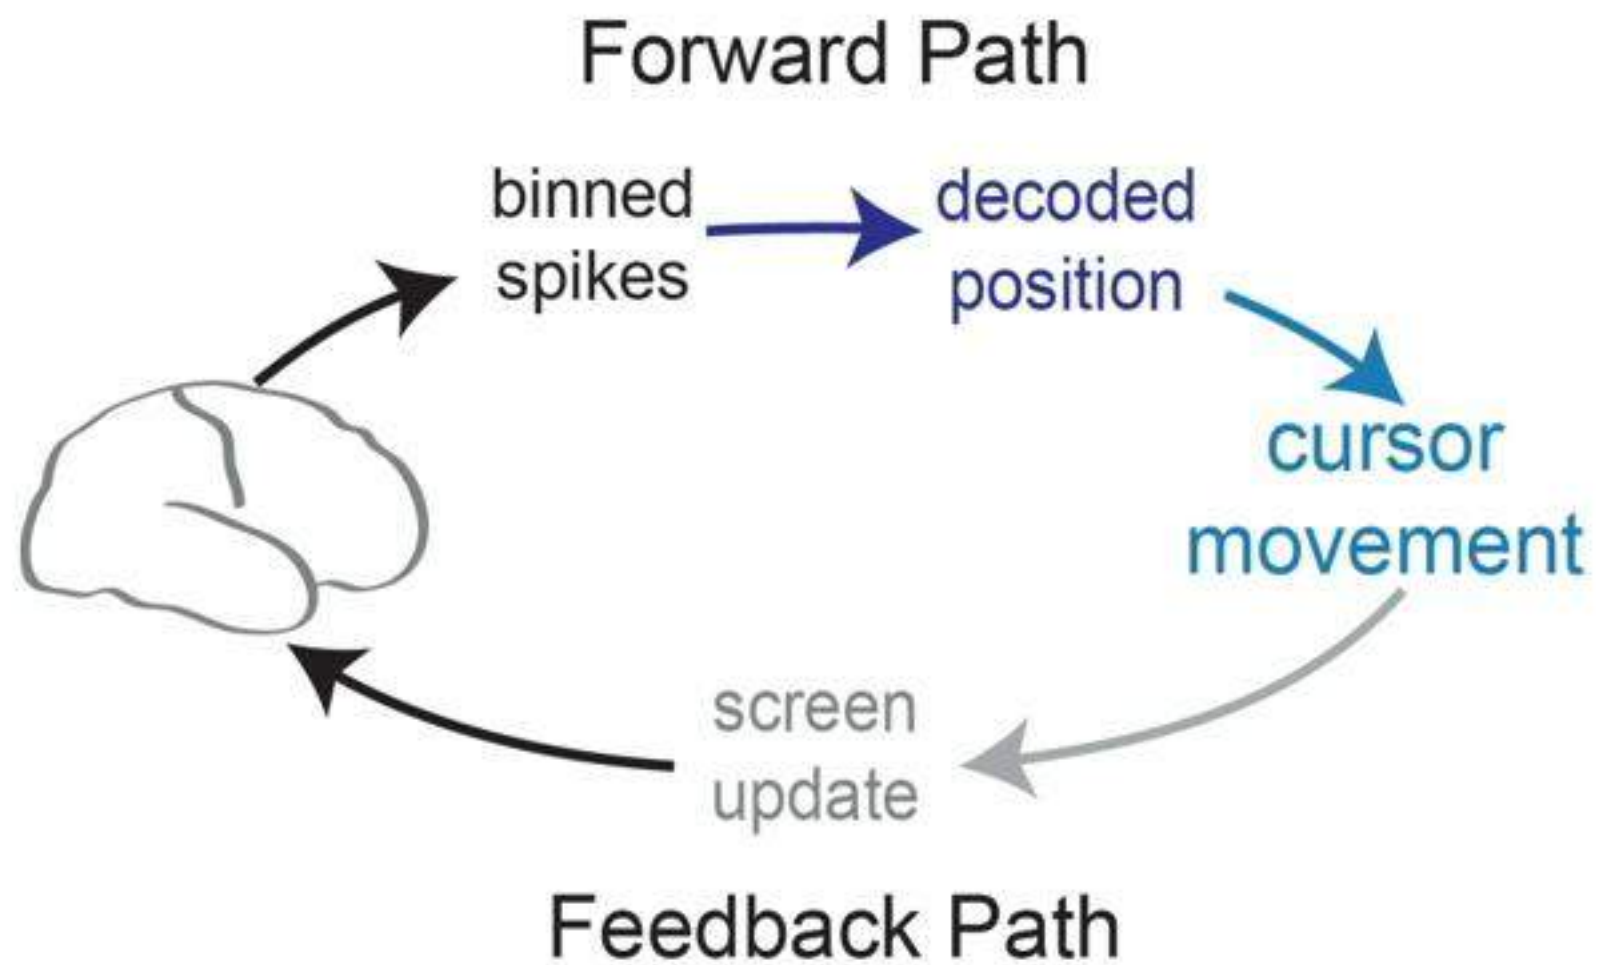 Forward Path
binned
spikes
decoded
position
cursor
movement
screen
update
Feedback Path